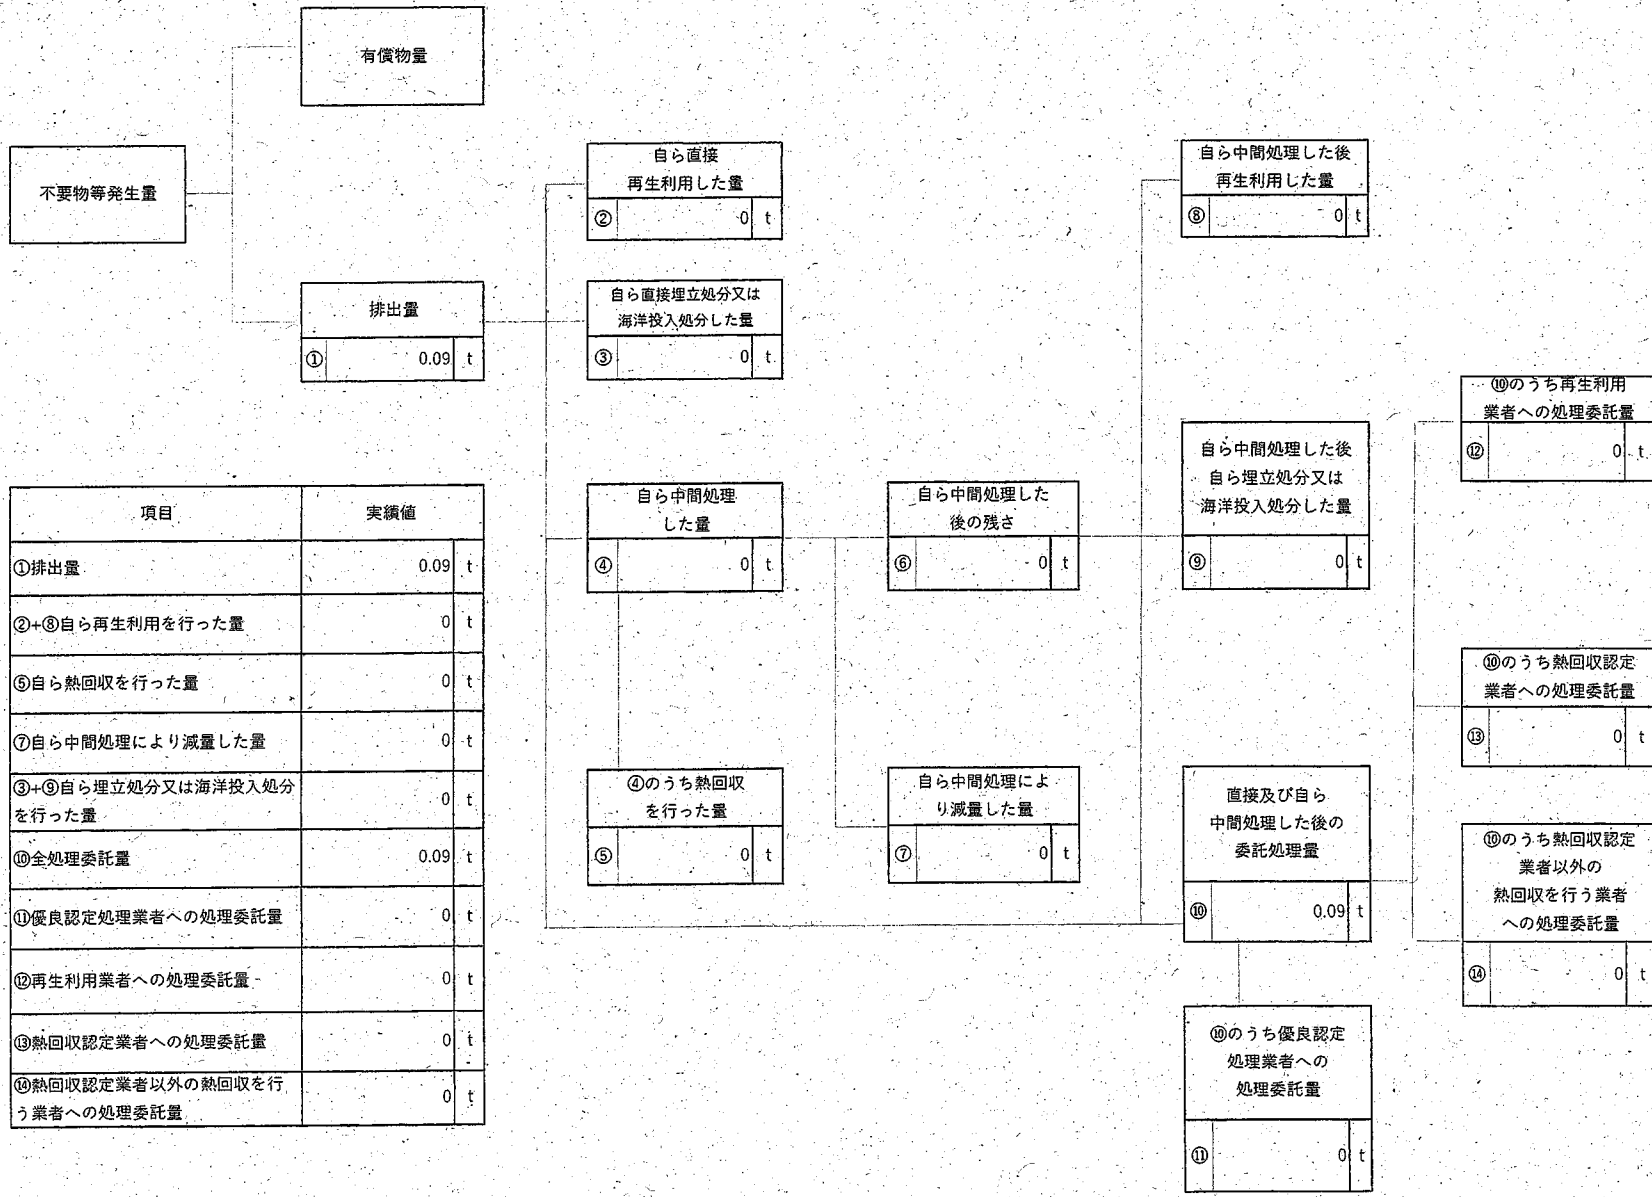 有償物量
不要物等発生量
排出量
① 0.09 t
自ら直接
再生利用した量
② 0 t
自ら直接埋立処分又は
海洋投入処分した量
③ 0 t
自ら中間処理
した量
④ 0 t
④のうち熱回収
を行った量
⑤ 0 t
自ら中間処理した
後の残さ
⑥ 0 t
自ら中間処理によ
り減量した量
⑦ 0 t
自ら中間処理した後
再生利用した量
⑧ 0 t
自ら中間処理した後
自ら埋立処分又は
海洋投入処分した量
⑨ 0 t
直接及び自ら
中間処理した後の
委託処理量
⑩ 0.09 t
⑩のうち優良認定
処理業者への
処理委託量
⑪ 0 t
⑩のうち再生利用
業者への処理委託量
⑫ 0 t
⑩のうち熱回収認定
業者への処理委託量
⑬ 0 t
⑩のうち熱回収認定
業者以外の
熱回収を行う業者
への処理委託量
⑭ 0 t
項目 実績値
①排出量 0.09 t
②+⑧自ら再生利用を行った量 0 t
⑤自ら熱回収を行った量 0 t
⑦自ら中間処理により減量した量 0 t
③+⑨自ら埋立処分又は海洋投入処分
を行った量 0 t
⑩全処理委託量 0.09 t
⑪優良認定処理業者への処理委託量 0 t
⑫再生利用業者への処理委託量 0 t
⑬熱回収認定業者への処理委託量 0 t
⑭熱回収認定業者以外の熱回収を行
う業者への処理委託量 0 t